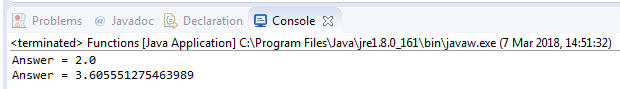 Problems @ Javadoc Declaration Console
<terminated> Functions [Java Application] C:\Program Files\Java\jre1.8.0_161\bin\javaw.exe (7 Mar 2018, 14:51:32)
Answer = 2.0
Answer = 3.605551275463989